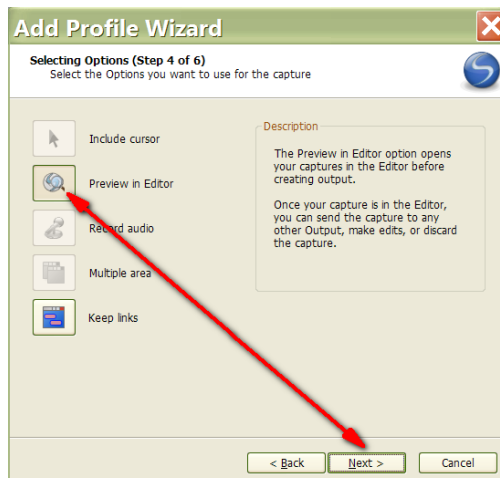 Add Profile Wizard
Selecting Options (Step 4 of 6)
Select the Options you want to use for the capture
Include cursor
Preview in Editor
Record audio
Multiple area
Keep links
Description
The Preview in Editor option opens
your captures in the Editor before
creating output.
Once your capture is in the Editor,
you can send the capture to any
other Output, make edits, or discard
the capture.
< Back
Next >
Cancel